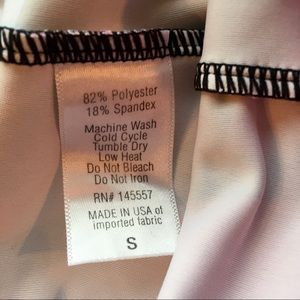 82% Polyester
18% Spandex
Machine Wash
Cold Cycle
Tumble Dry
Low Heat
Do Not Bleach
Do Not Iron
RN# 145557
MADE IN USA of
imported fabric
S